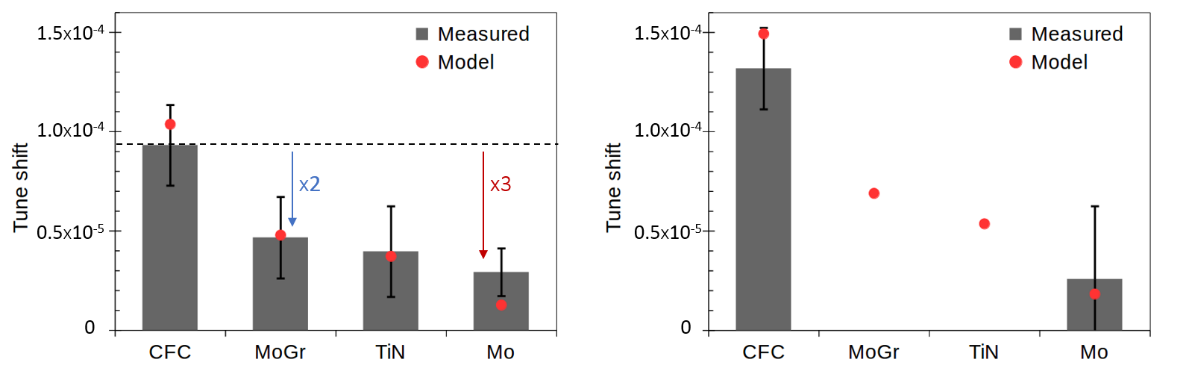 1.5x10-4
1.0x10-4
0.5x10-5
0
Tune shift
Measured
Model
x2
x3
CFC MoGr TiN Mo
1.5x10-4
1.0x10-4
0.5x10-5
0
Tune shift
Measured
Model
CFC MoGr TiN Mo